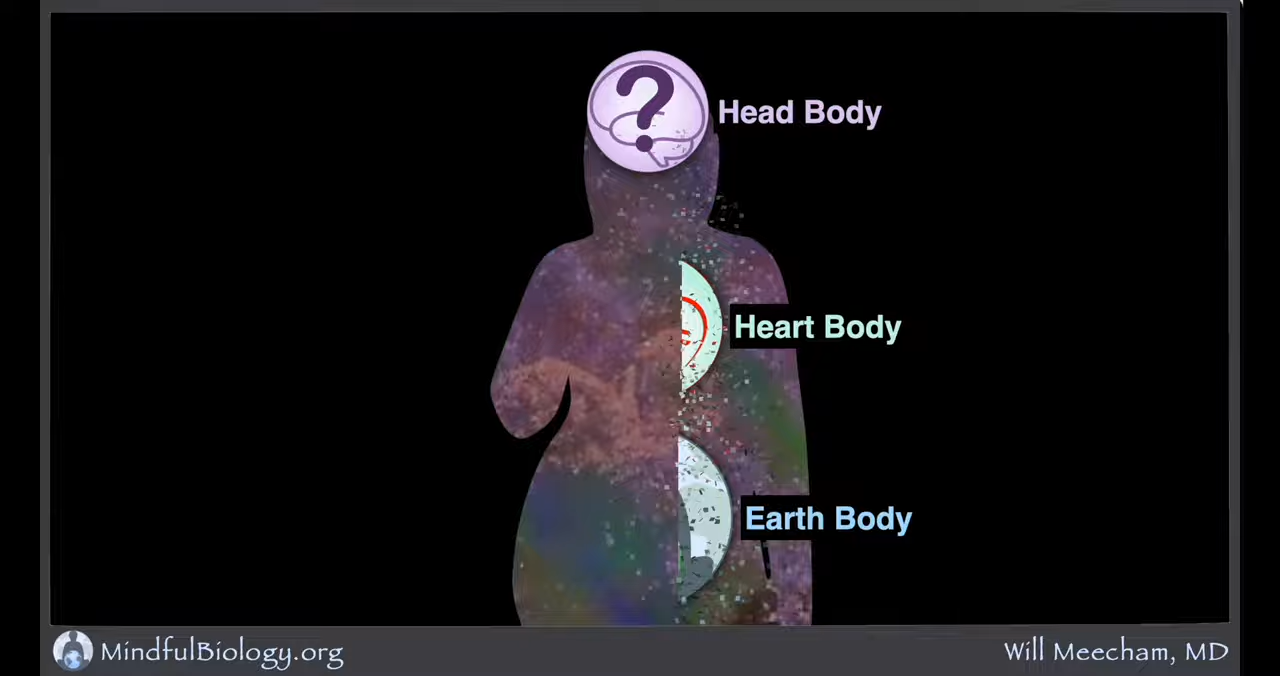 ?
Head Body
Heart Body
Earth Body
MindfulBiology.org
Will Meecham, MD